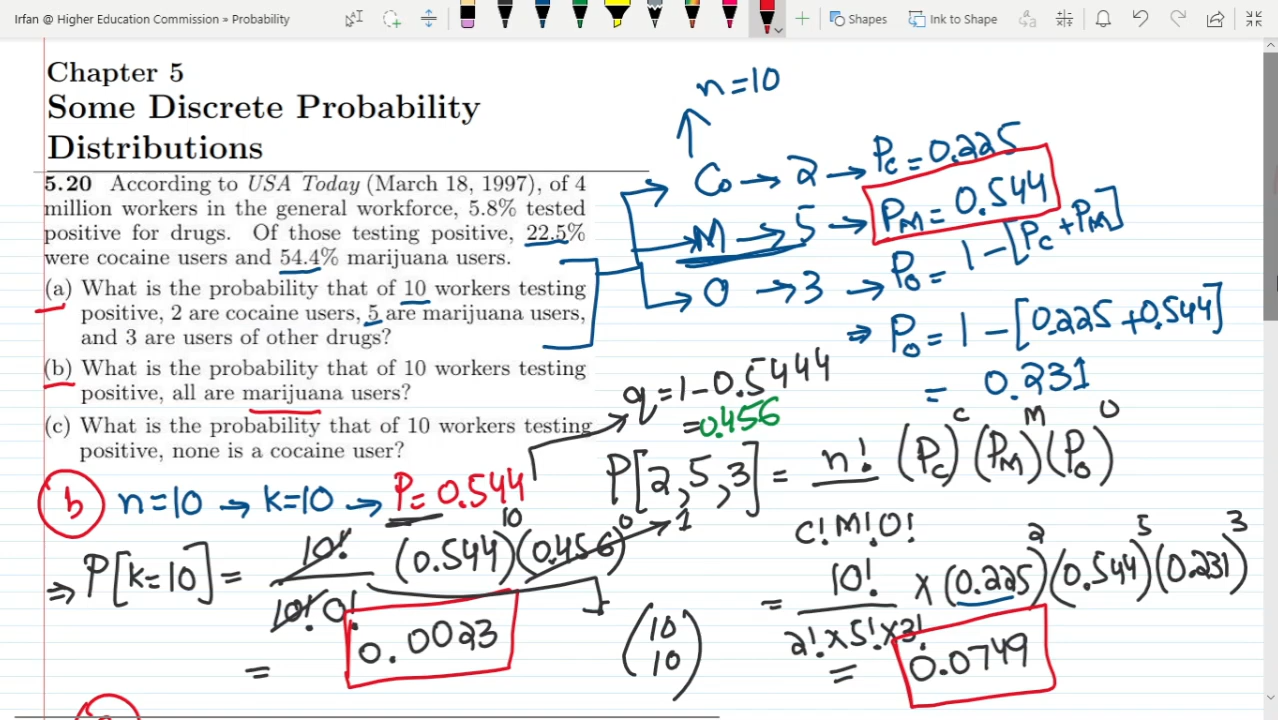 Irfan @ Higher Education Commission » Probability
Shapes
Ink to Shape
Chapter 5
Some Discrete Probability
Distributions
5.20 According to USA Today (March 18, 1997), of 4
million workers in the general workforce, 5.8% tested
positive for drugs. Of those testing positive, 22.5%
were cocaine users and 54.4% marijuana users.
(a) What is the probability that of 10 workers testing
positive, 2 are cocaine users, 5 are marijuana users,
and 3 are users of other drugs?
(b) What is the probability that of 10 workers testing
positive, all are marijuana users?
(c) What is the probability that of 10 workers testing
positive, none is a cocaine user?
n=10
Co → 2 → Pc = 0.225
M → 5 → PM = 0.544
O → 3 → Po = 1 - [Pc + PM]
⇒ Po = 1 - [0.225 + 0.544]
= 0.231
q = 1 - 0.5444
= 0.456
P[2,5,3] = n! (Pc)^C (PM)^M (Po)^O
C! M! O!
= 10! × (0.225)^2 (0.544)^5 (0.231)^3
2! × 5! × 3!
= 0.0749
b n=10 → k=10 → P = 0.544
⇒ P[k=10] = 10! (0.544)^10 (0.456)^0 → 1
10! 0!
= 0.0023
(10
10)